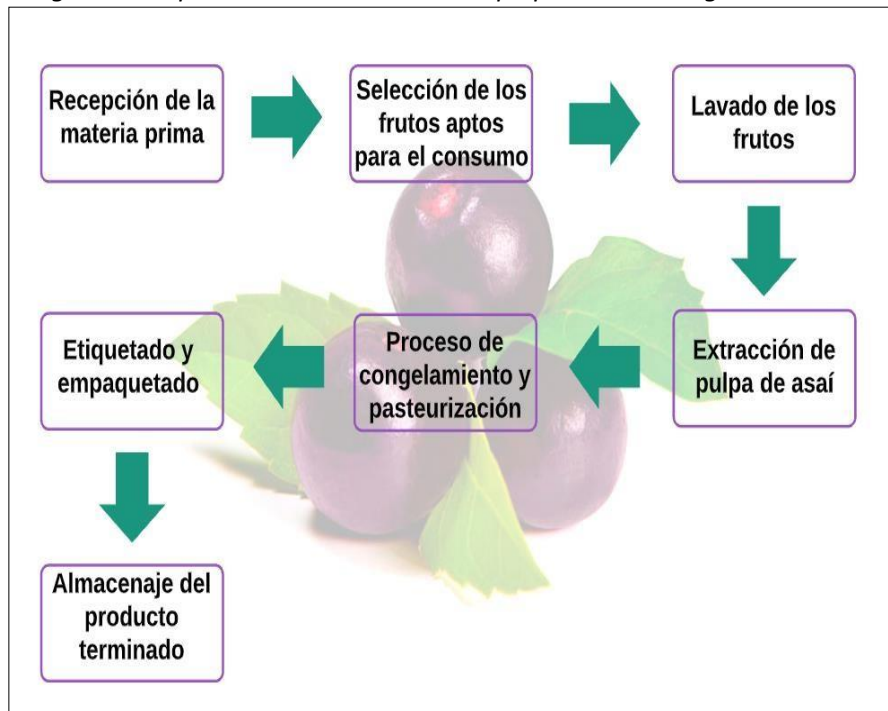 Recepción de la
materia prima
Selección de los
frutos aptos
para el consumo
Lavado de los
frutos
Extracción de
pulpa de asaí
Proceso de
congelamiento y
pasteurización
Etiquetado y
empaquetado
Almacenaje del
producto
terminado